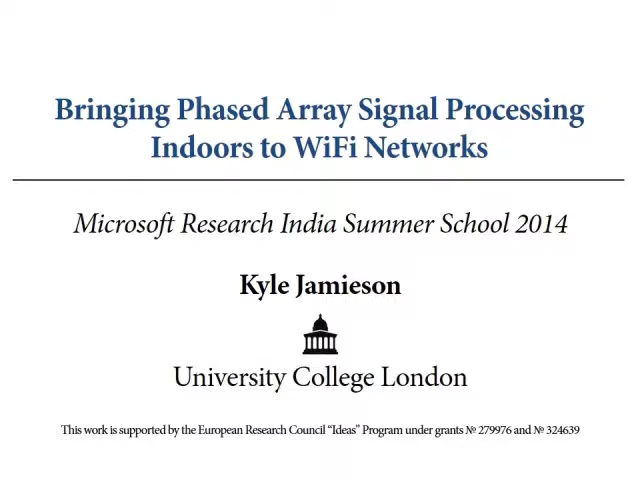 Bringing Phased Array Signal Processing
Indoors to WiFi Networks
Microsoft Research India Summer School 2014
Kyle Jamieson
University College London
This work is supported by the European Research Council “Ideas” Program under grants № 279976 and № 324639